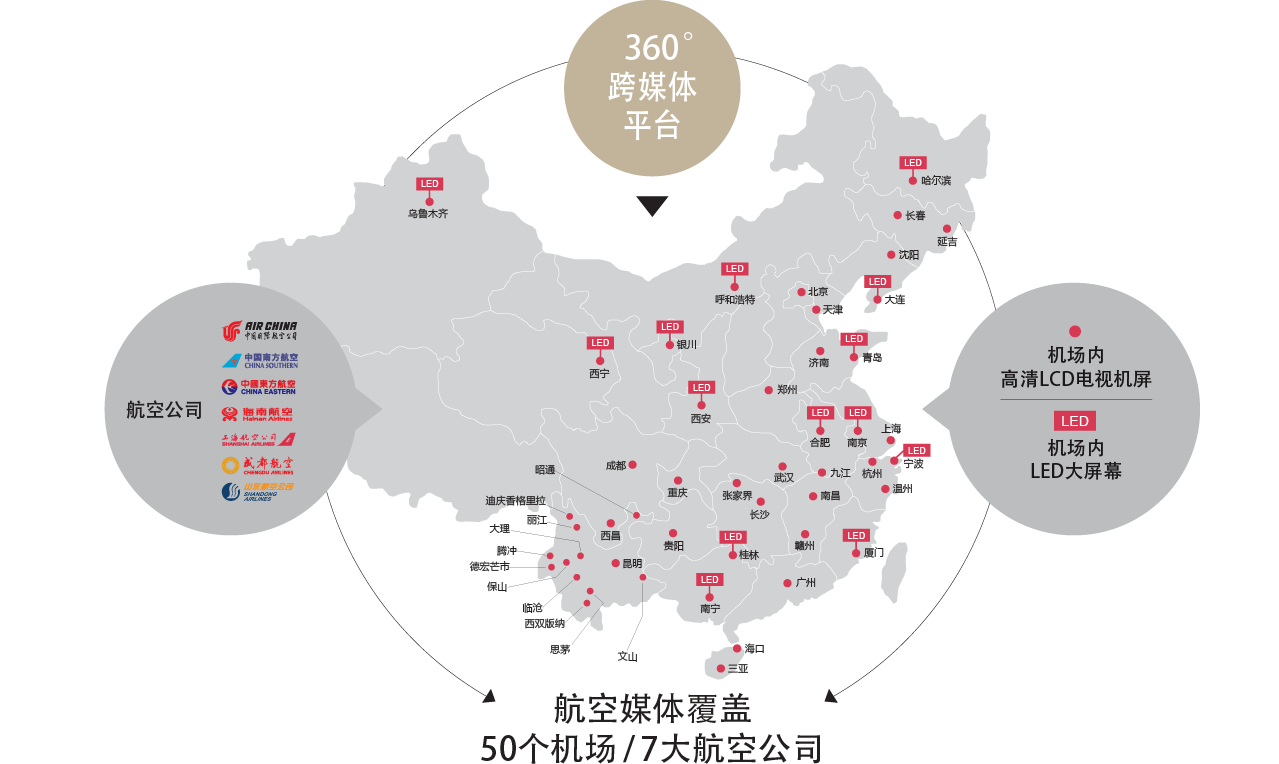 360°
跨媒体
平台
LED
哈尔滨
LED
乌鲁木齐
长春
延吉
沈阳
LED
呼和浩特
北京
LED
大连
天津
航空公司
AIR CHINA
中国国际航空公司
中国南方航空
CHINA SOUTHERN
中國東方航空
CHINA EASTERN
海南航空
Hainan Airlines
上海航空公司
SHANGHAI AIRLINES
成都航空
CHENGDU AIRLINES
山东航空公司
SHANDONG
AIRLINES
LED
银川
LED
西宁
济南
LED
青岛
机场内
高清LCD电视机屏
LED
机场内
LED大屏幕
郑州
LED
西安
LED
合肥
LED
南京
上海
LED
宁波
杭州
成都
昭通
重庆
武汉
九江
张家界
南昌
温州
长沙
迪庆香格里拉
丽江
大理
西昌
贵阳
LED
桂林
赣州
LED
厦门
腾冲
德宏芒市
昆明
保山
LED
南宁
广州
临沧
西双版纳
思茅
文山
海口
三亚
航空媒体覆盖
50个机场 / 7大航空公司